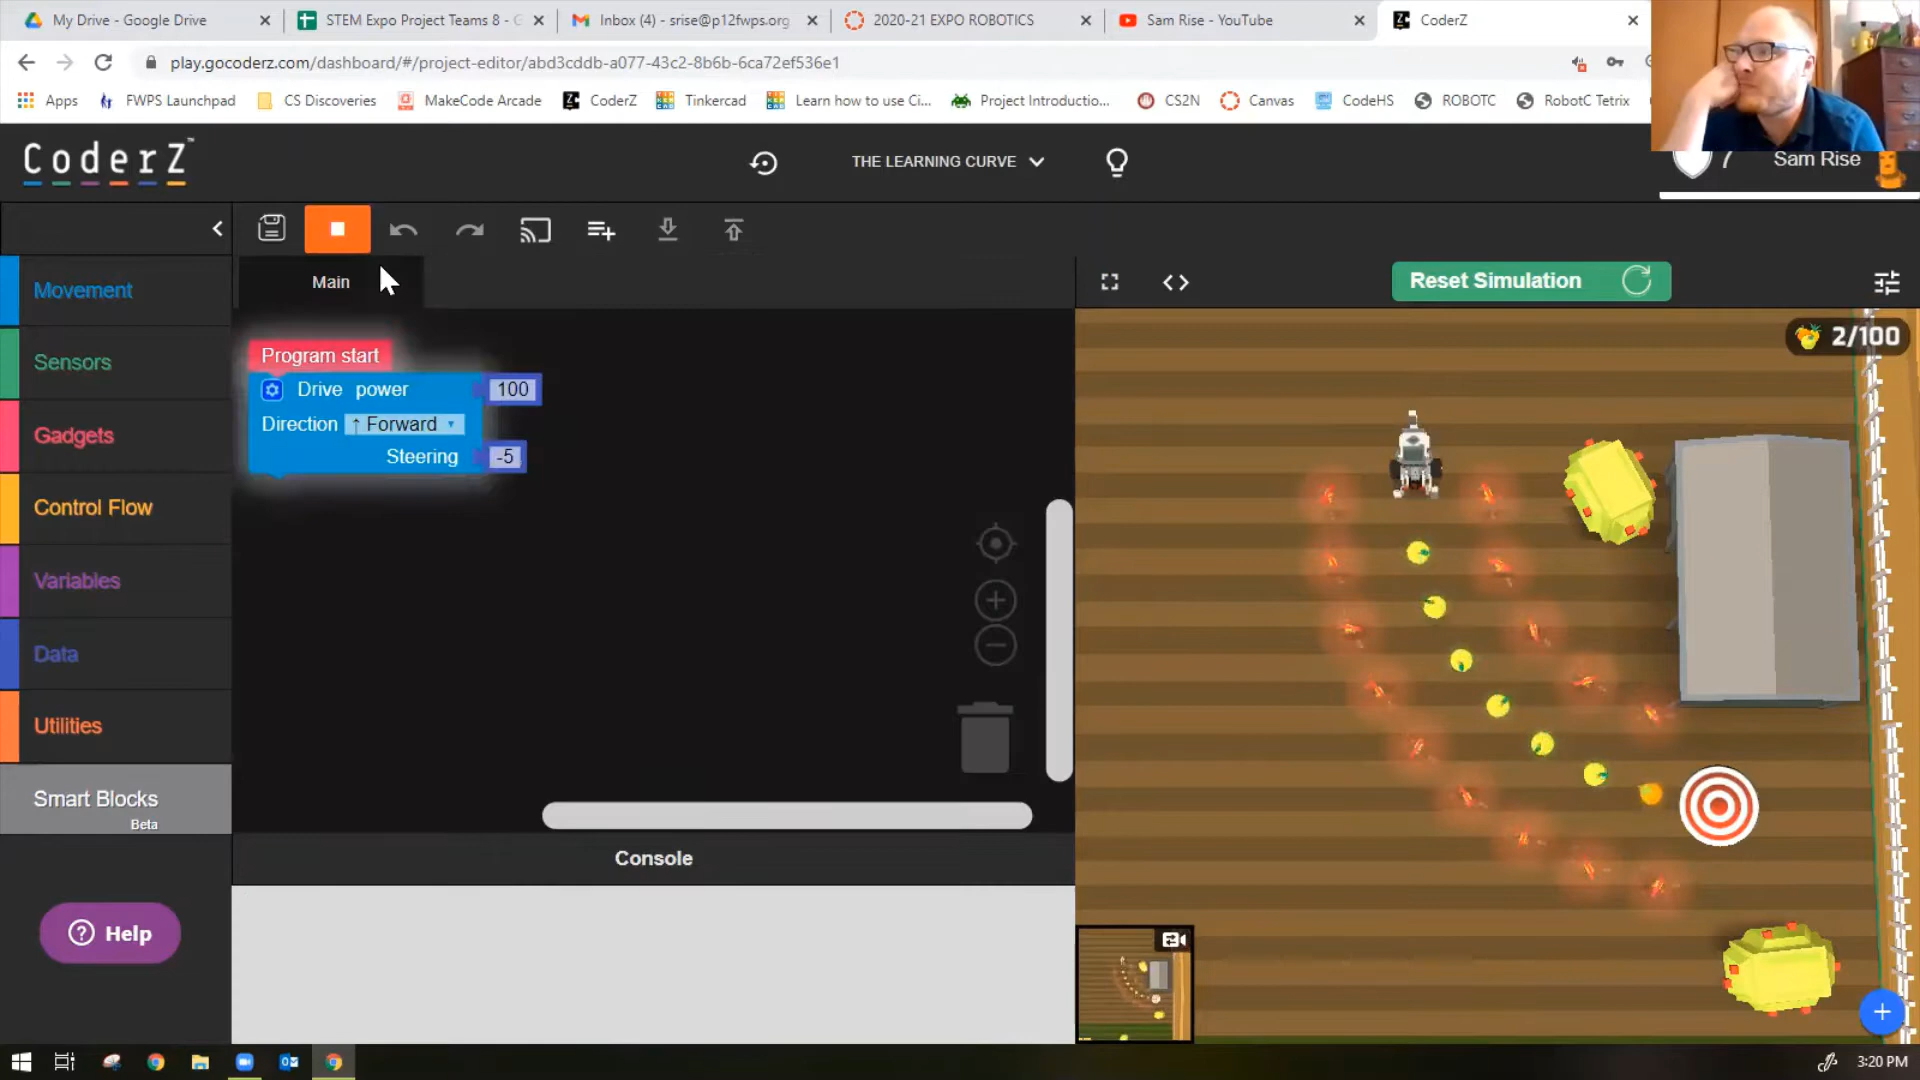 My Drive - Google Drive
STEM Expo Project Teams 8 - G
Inbox (4) - srise@p12fwps.org
2020-21 EXPO ROBOTICS
Sam Rise - YouTube
CoderZ
play.gocoderz.com/dashboard/#/project-editor/abd3cddb-a077-43c2-8b6b-6ca72ef536e1
Apps
FWPS Launchpad
CS Discoveries
MakeCode Arcade
CoderZ
Tinkercad
Learn how to use Ci...
Project Introductio...
CS2N
Canvas
CodeHS
ROBOTC
RobotC Tetrix
CoderZ™
THE LEARNING CURVE
7
Sam Rise
Main
Reset Simulation
2/100
Movement
Sensors
Gadgets
Control Flow
Variables
Data
Utilities
Smart Blocks
Beta
Help
Program start
Drive power 100
Direction ↑ Forward
Steering -5
Console
3:20 PM